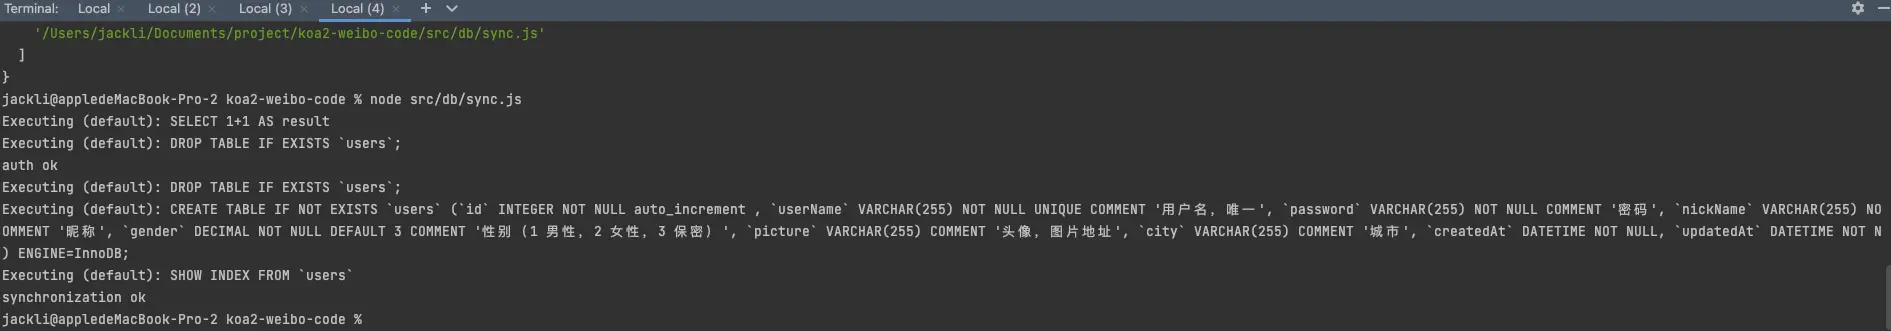 Terminal: Local × Local (2) × Local (3) × Local (4) × +
'/Users/jackli/Documents/project/koa2-weibo-code/src/db/sync.js'
]
}
jackli@appledeMacBook-Pro-2 koa2-weibo-code % node src/db/sync.js
Executing (default): SELECT 1+1 AS result
Executing (default): DROP TABLE IF EXISTS `users`;
auth ok
Executing (default): DROP TABLE IF EXISTS `users`;
Executing (default): CREATE TABLE IF NOT EXISTS `users` (`id` INTEGER NOT NULL auto_increment , `userName` VARCHAR(255) NOT NULL UNIQUE COMMENT '用户名，唯一', `password` VARCHAR(255) NOT NULL COMMENT '密码', `nickName` VARCHAR(255) NO
OMMENT '昵称', `gender` DECIMAL NOT NULL DEFAULT 3 COMMENT '性别（1 男性，2 女性，3 保密）', `picture` VARCHAR(255) COMMENT '头像，图片地址', `city` VARCHAR(255) COMMENT '城市', `createdAt` DATETIME NOT NULL, `updatedAt` DATETIME NOT N
) ENGINE=InnoDB;
Executing (default): SHOW INDEX FROM `users`
synchronization ok
jackli@appledeMacBook-Pro-2 koa2-weibo-code %